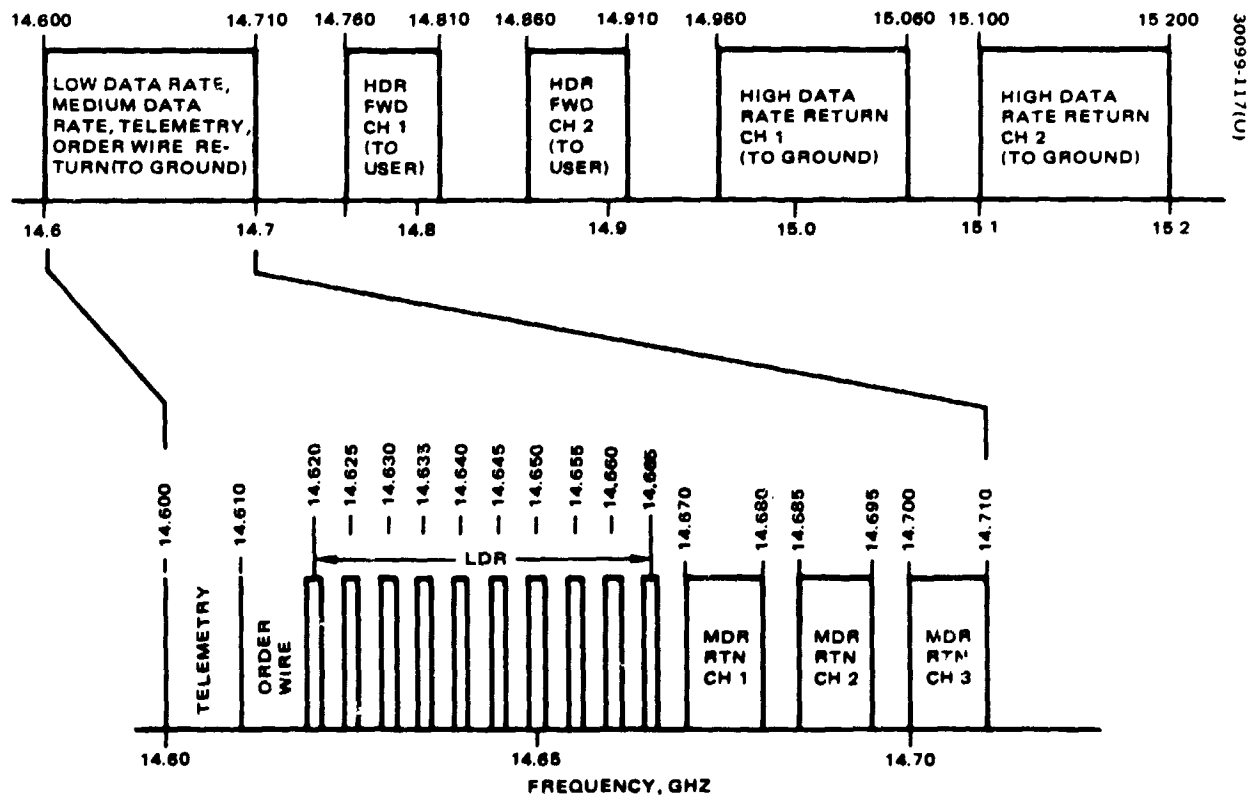 14.600 14.710 14.760 14.810 14.860 14.910 14.960 15.060 15.100 15 200
30099-117(U)
LOW DATA RATE,
MEDIUM DATA
RATE, TELEMETRY,
ORDER WIRE RE-
TURN(TO GROUND)
HDR
FWD
CH 1
(TO
USER)
HDR
FWD
CH 2
(TO
USER)
HIGH DATA
RATE RETURN
CH 1
(TO GROUND)
HIGH DATA
RATE RETURN
CH 2
(TO GROUND)
14.6 14.7 14.8 14.9 15.0 15 1 15 2
14.600
14.610
14.620
14.625
14.630
14.635
14.640
14.645
14.650
14.655
14.660
14.665
14.670
14.680
14.685
14.695
14.700
14.710
LDR
TELEMETRY
ORDER
WIRE
MDR
RTN
CH 1
MDR
RTN
CH 2
MDR
RTN
CH 3
14.60 14.65 14.70
FREQUENCY, GHZ